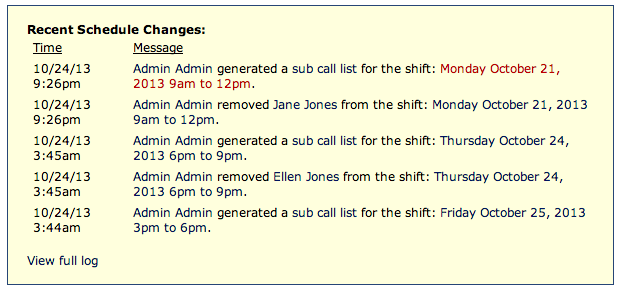 Recent Schedule Changes:
Time Message
10/24/13 Admin Admin generated a sub call list for the shift: Monday October 21,
9:26pm 2013 9am to 12pm.
10/24/13 Admin Admin removed Jane Jones from the shift: Monday October 21, 2013
9:26pm 9am to 12pm.
10/24/13 Admin Admin generated a sub call list for the shift: Thursday October 24,
3:45am 2013 6pm to 9pm.
10/24/13 Admin Admin removed Ellen Jones from the shift: Thursday October 24,
3:45am 2013 6pm to 9pm.
10/24/13 Admin Admin generated a sub call list for the shift: Friday October 25, 2013
3:44am 3pm to 6pm.
View full log